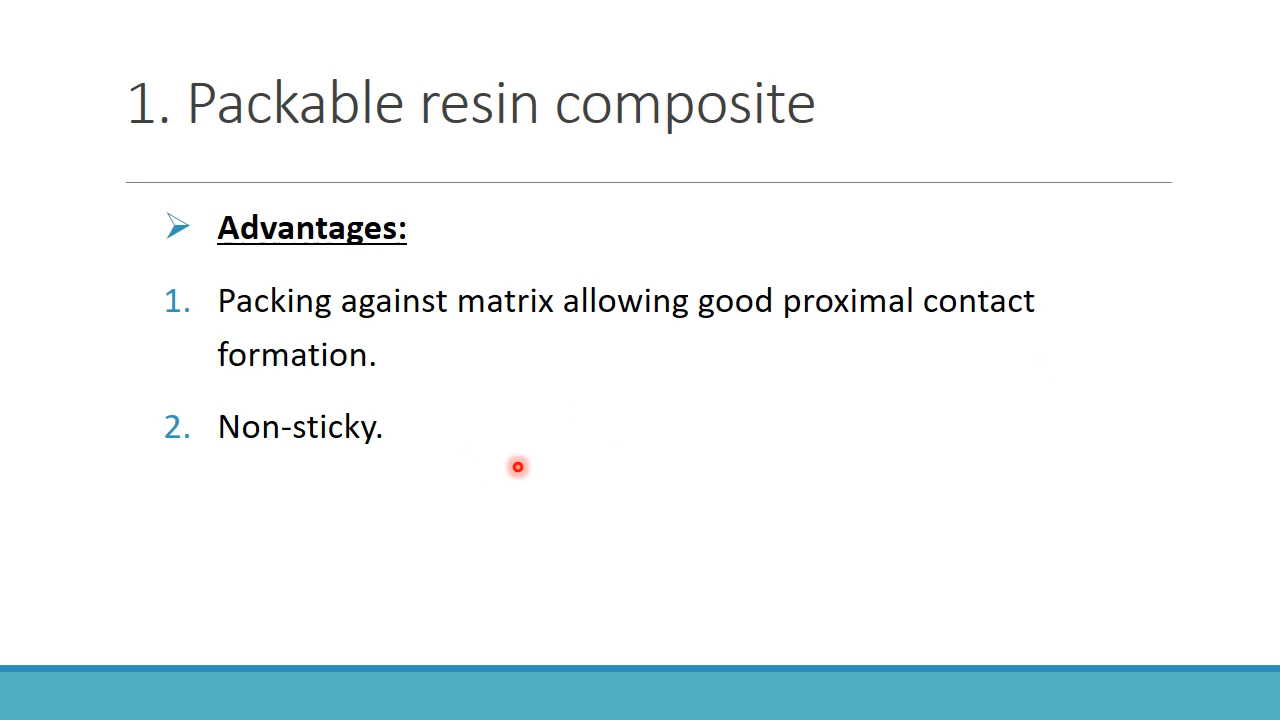 1. Packable resin composite
Advantages:
1. Packing against matrix allowing good proximal contact
formation.
2. Non-sticky.